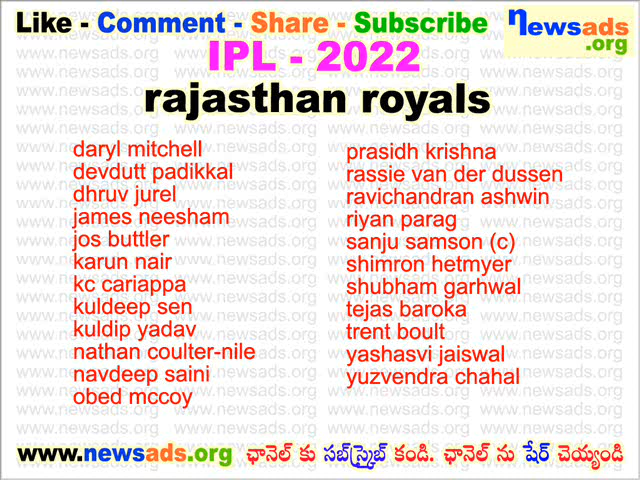 Like - Comment - Share - Subscribe
newsads
.org
IPL - 2022
rajasthan royals
daryl mitchell
devdutt padikkal
dhruv jurel
james neesham
jos buttler
karun nair
kc cariappa
kuldeep sen
kuldip yadav
nathan coulter-nile
navdeep saini
obed mccoy
prasidh krishna
rassie van der dussen
ravichandran ashwin
riyan parag
sanju samson (c)
shimron hetmyer
shubham garhwal
tejas baroka
trent boult
yashasvi jaiswal
yuzvendra chahal
www.newsads.org ఛానెల్ కు సబ్‌స్క్రైబ్ కండి. ఛానెల్ ను షేర్ చెయ్యండి